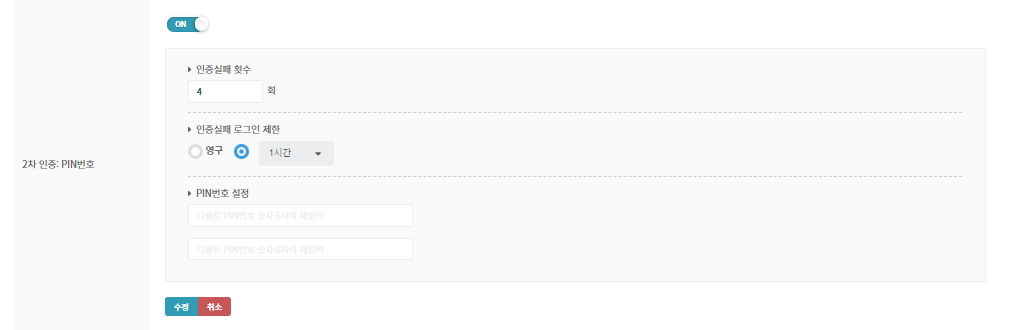 ON
인증실패 횟수
4 회
인증실패 로그인 제한
영구 1시간
2차 인증: PIN번호
PIN번호 설정
디폴트 PIN번호 숫자 6자리 재입력
디폴트 PIN번호 숫자 6자리 재입력
수정 취소